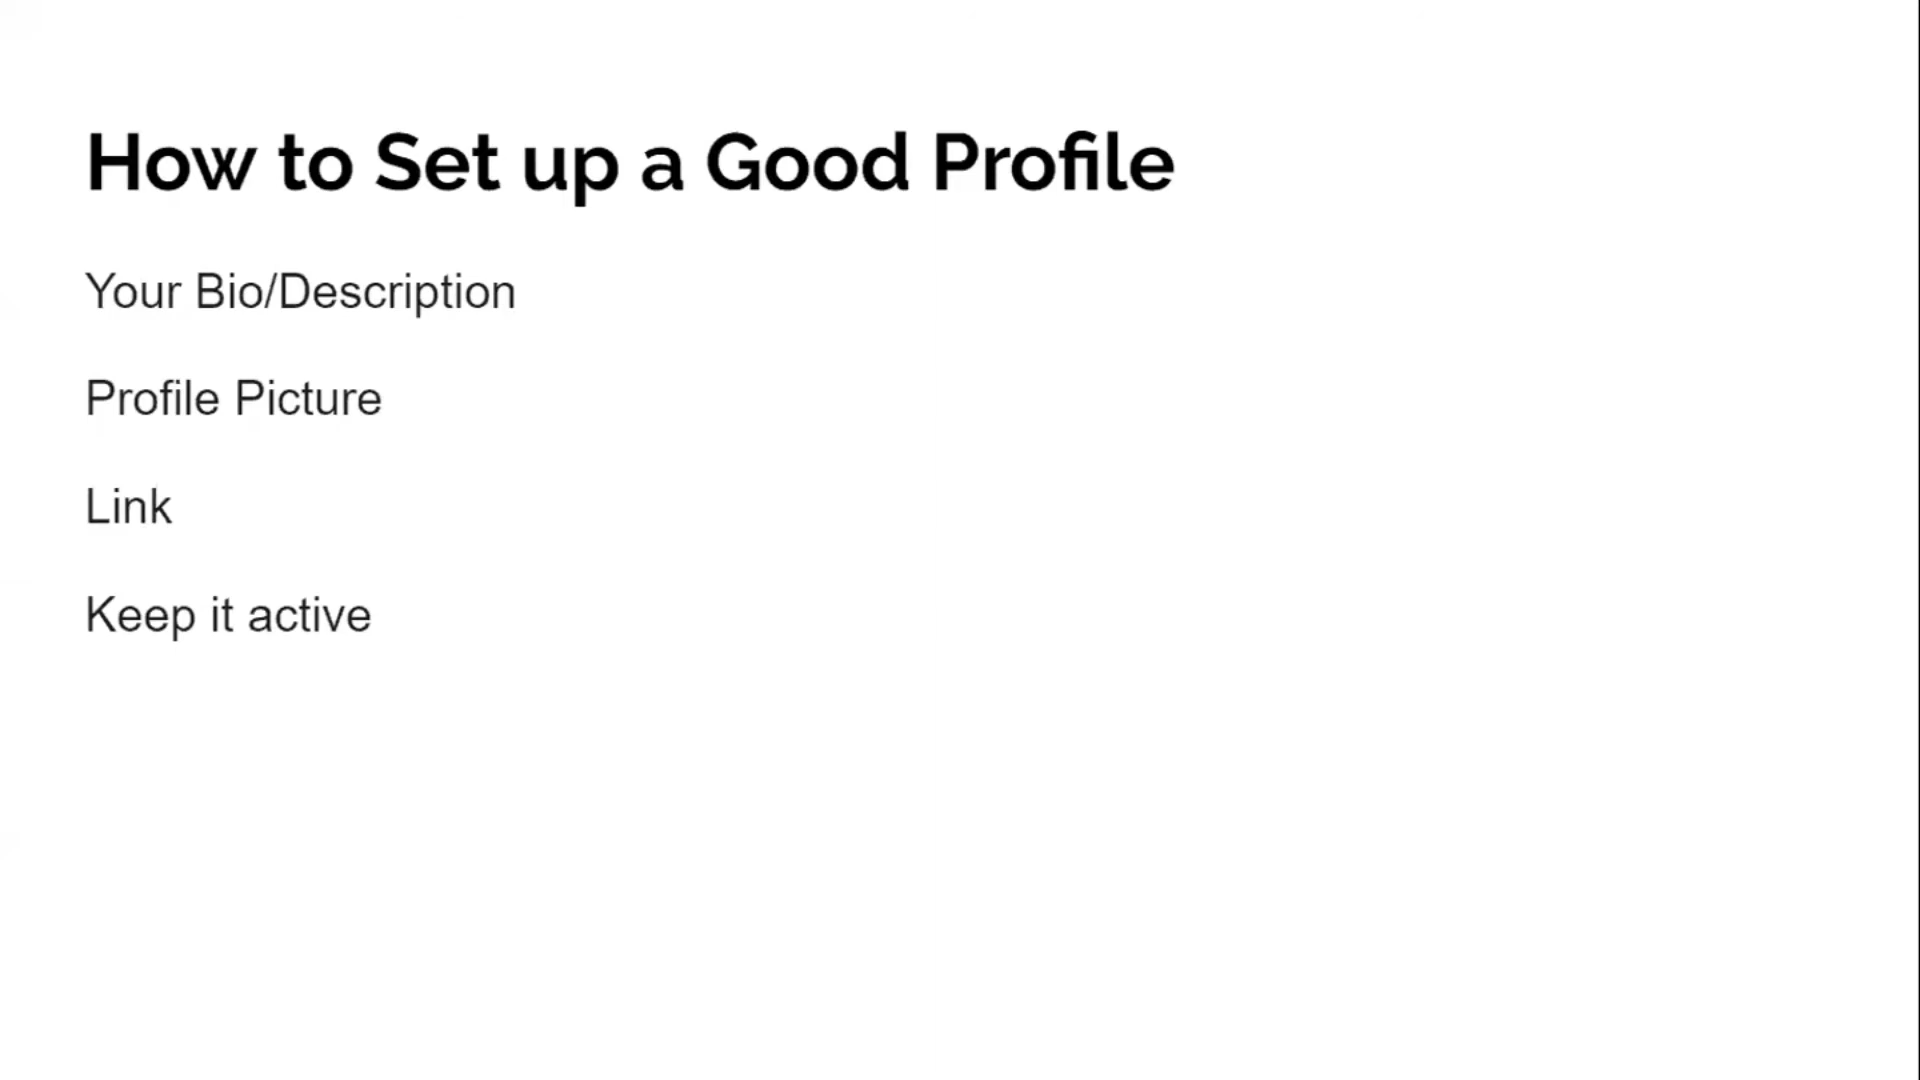 How to Set up a Good Profile
Your Bio/Description
Profile Picture
Link
Keep it active